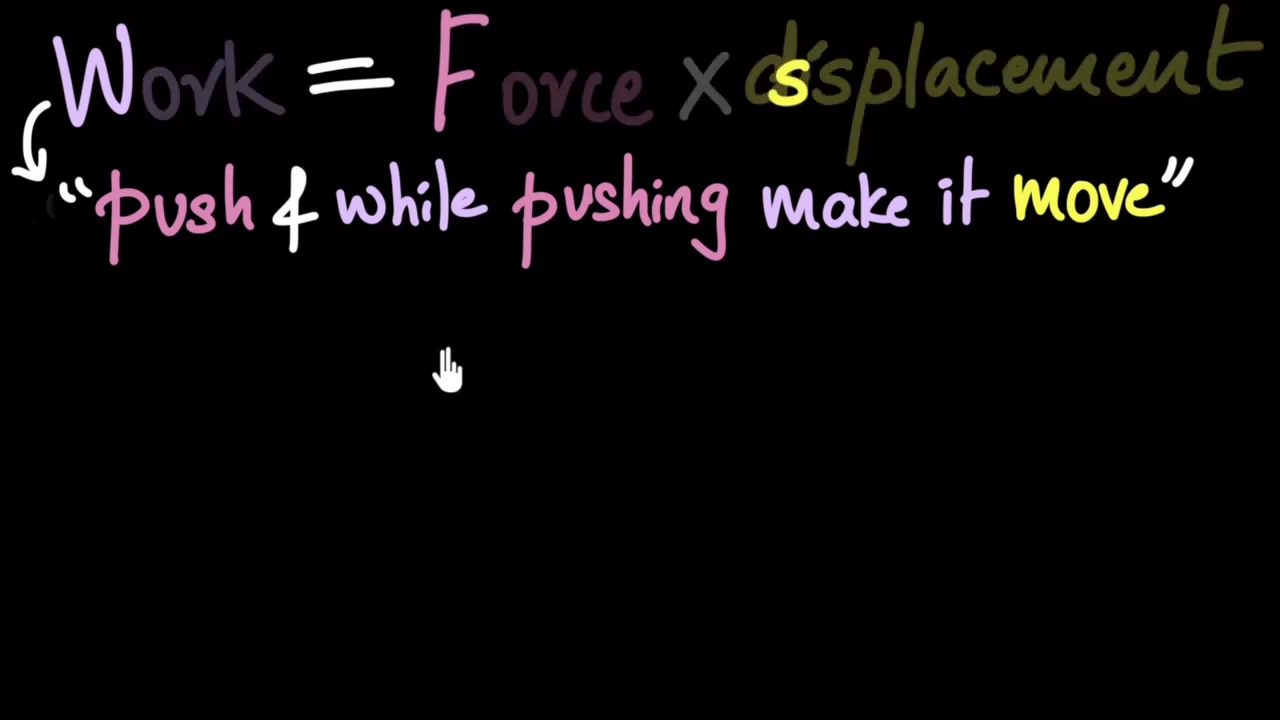 Work = Force x displacement
s
"push & while pushing make it move"